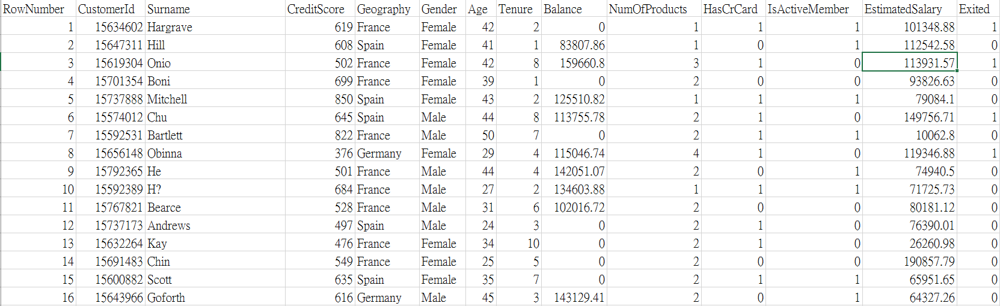 RowNumber CustomerId Surname CreditScore Geography Gender Age Tenure Balance NumOfProducts HasCrCard IsActiveMember EstimatedSalary Exited
1 15634602 Hargrave 619 France Female 42 2 0 1 1 1 101348.88 1
2 15647311 Hill 608 Spain Female 41 1 83807.86 1 0 1 112542.58 0
3 15619304 Onio 502 France Female 42 8 159660.8 3 1 0 113931.57 1
4 15701354 Boni 699 France Female 39 1 0 2 0 0 93826.63 0
5 15737888 Mitchell 850 Spain Female 43 2 125510.82 1 1 1 79084.1 0
6 15574012 Chu 645 Spain Male 44 8 113755.78 2 1 0 149756.71 1
7 15592531 Bartlett 822 France Male 50 7 0 2 1 1 10062.8 0
8 15656148 Obinna 376 Germany Female 29 4 115046.74 4 1 0 119346.88 1
9 15792365 He 501 France Male 44 4 142051.07 2 0 1 74940.5 0
10 15592389 H? 684 France Male 27 2 134603.88 1 1 1 71725.73 0
11 15767821 Bearce 528 France Male 31 6 102016.72 2 0 0 80181.12 0
12 15737173 Andrews 497 Spain Male 24 3 0 2 1 0 76390.01 0
13 15632264 Kay 476 France Female 34 10 0 2 1 0 26260.98 0
14 15691483 Chin 549 France Female 25 5 0 2 0 0 190857.79 0
15 15600882 Scott 635 Spain Female 35 7 0 2 1 1 65951.65 0
16 15643966 Goforth 616 Germany Male 45 3 143129.41 2 0 1 64327.26 0